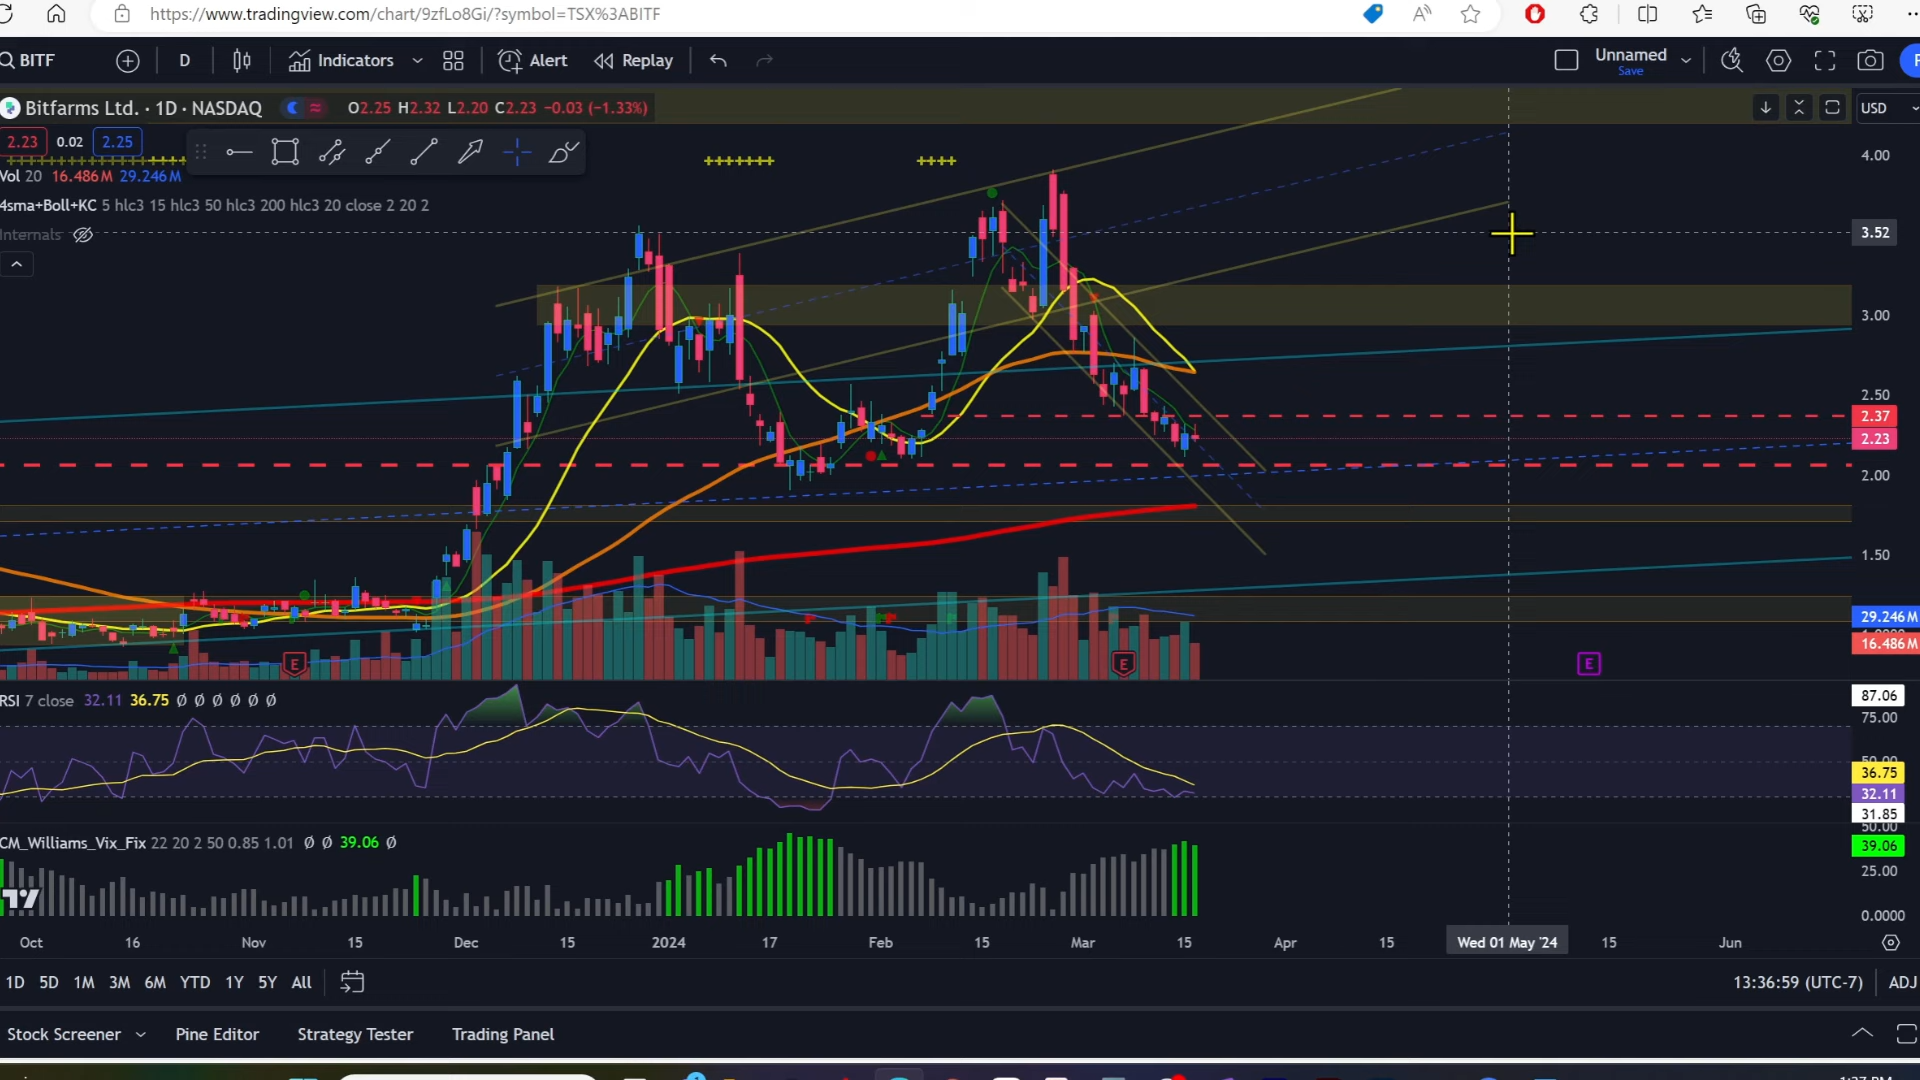 https://www.tradingview.com/chart/9zfLo8Gi/?symbol=TSX%3ABITF
BITF D Indicators Alert Replay Unnamed
Save
Bitfarms Ltd. · 1D · NASDAQ O2.25 H2.32 L2.20 C2.23 −0.03 (−1.33%) USD
2.23 0.02 2.25
4.00
Vol 20 16.486M 29.246M
4sma+Boll+KC 5 hlc3 15 hlc3 50 hlc3 200 hlc3 20 close 2 20 2
Internals
3.52
3.00
2.50
2.37
2.23
2.00
1.50
29.246M
16.486M
E E E
RSI 7 close 32.11 36.75 Ø Ø Ø Ø Ø Ø
87.06
75.00
36.75
32.11
31.85
50.00
CM_Williams_Vix_Fix 22 20 2 50 0.85 1.01 Ø Ø 39.06 Ø
39.06
25.00
0.0000
Oct 16 Nov 15 Dec 15 2024 17 Feb 15 Mar 15 Apr 15 Wed 01 May '24 15 Jun
1D 5D 1M 3M 6M YTD 1Y 5Y All 13:36:59 (UTC-7) ADJ
Stock Screener Pine Editor Strategy Tester Trading Panel